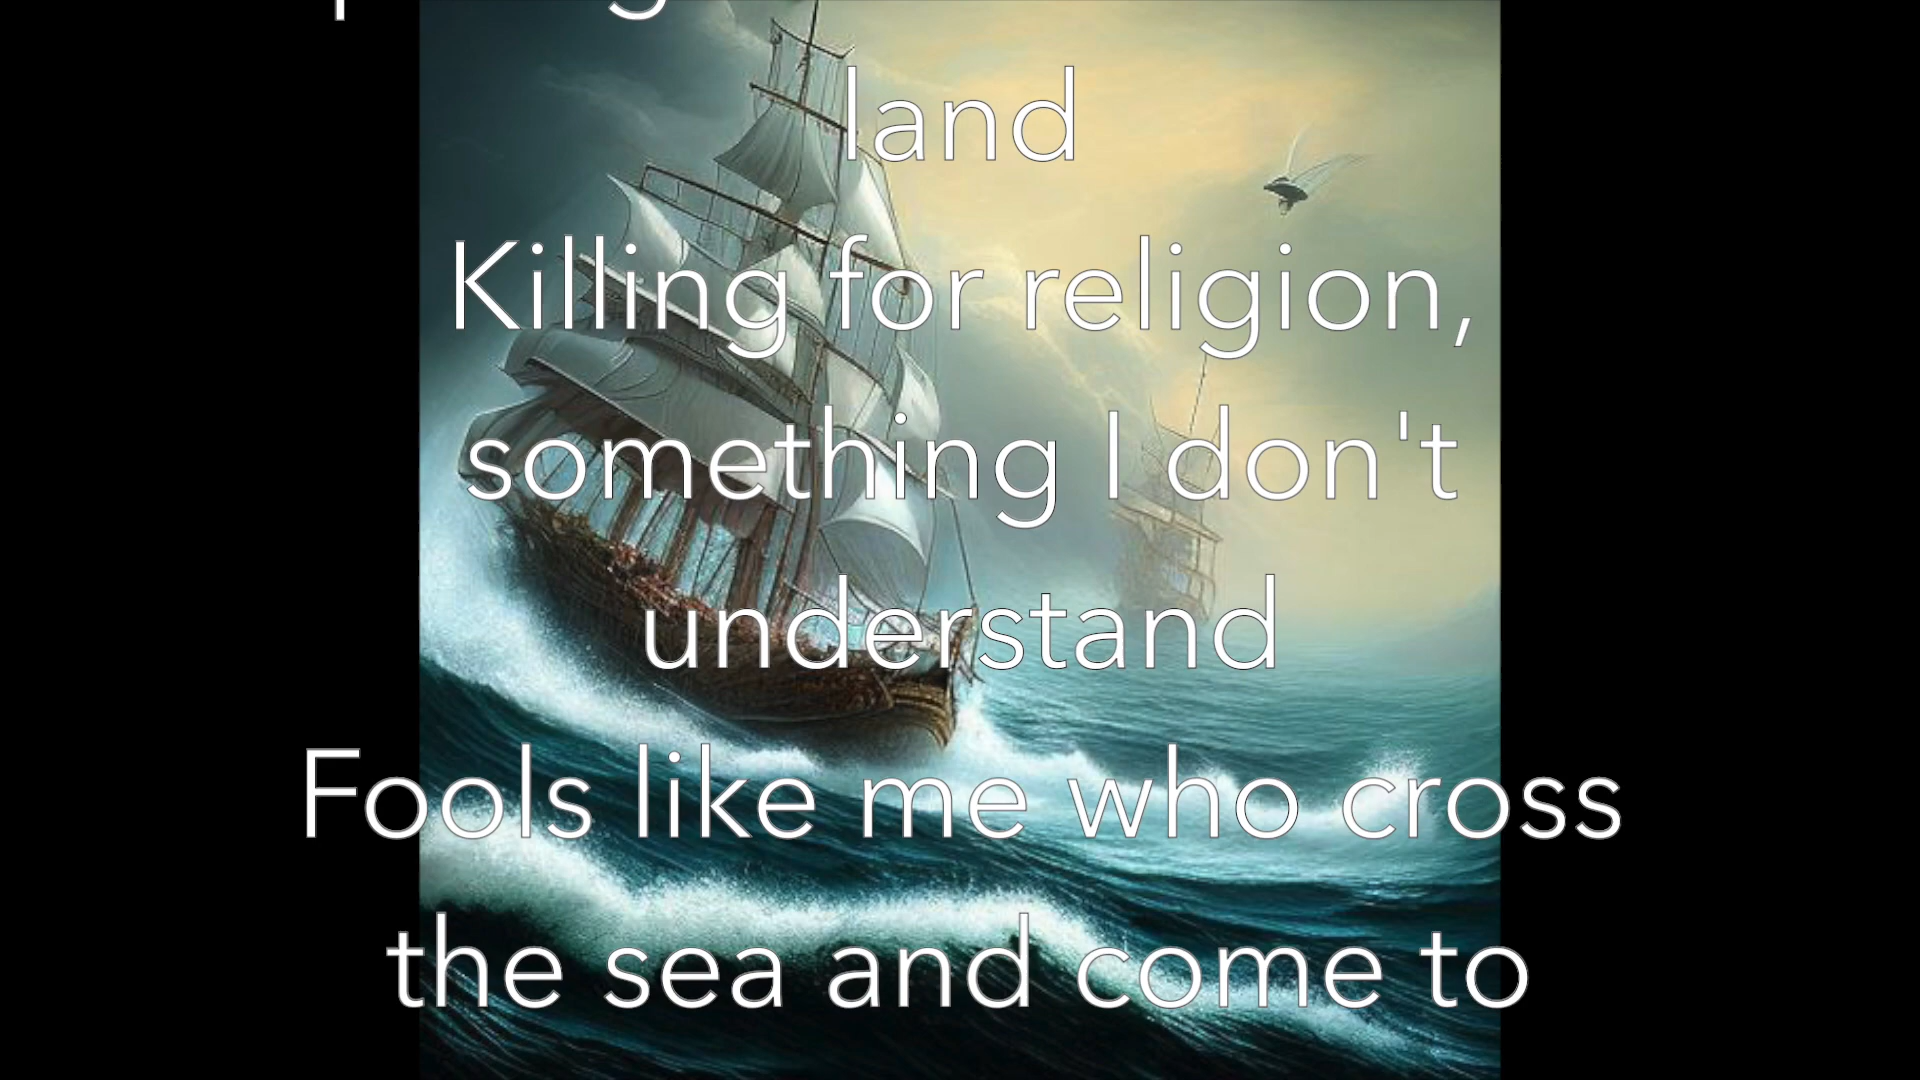 land
Killing for religion,
something I don't
understand
Fools like me who cross
the sea and come to